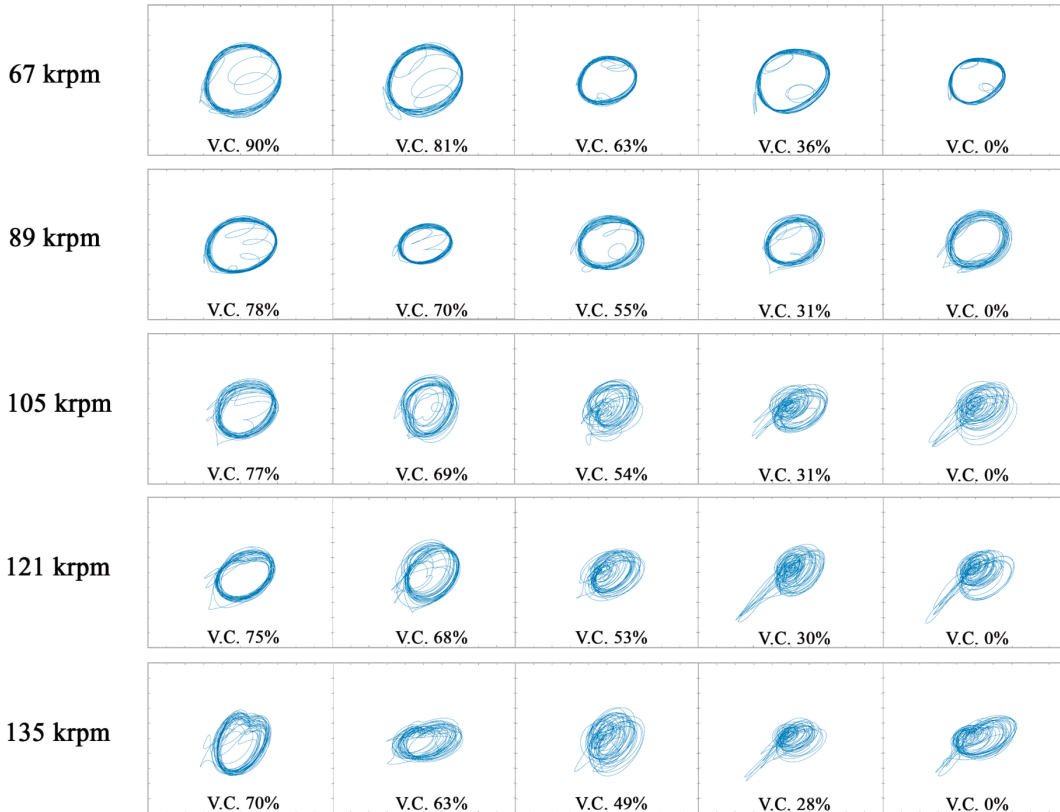 67 krpm
V.C. 90%
V.C. 81%
V.C. 63%
V.C. 36%
V.C. 0%
89 krpm
V.C. 78%
V.C. 70%
V.C. 55%
V.C. 31%
V.C. 0%
105 krpm
V.C. 77%
V.C. 69%
V.C. 54%
V.C. 31%
V.C. 0%
121 krpm
V.C. 75%
V.C. 68%
V.C. 53%
V.C. 30%
V.C. 0%
135 krpm
V.C. 70%
V.C. 63%
V.C. 49%
V.C. 28%
V.C. 0%